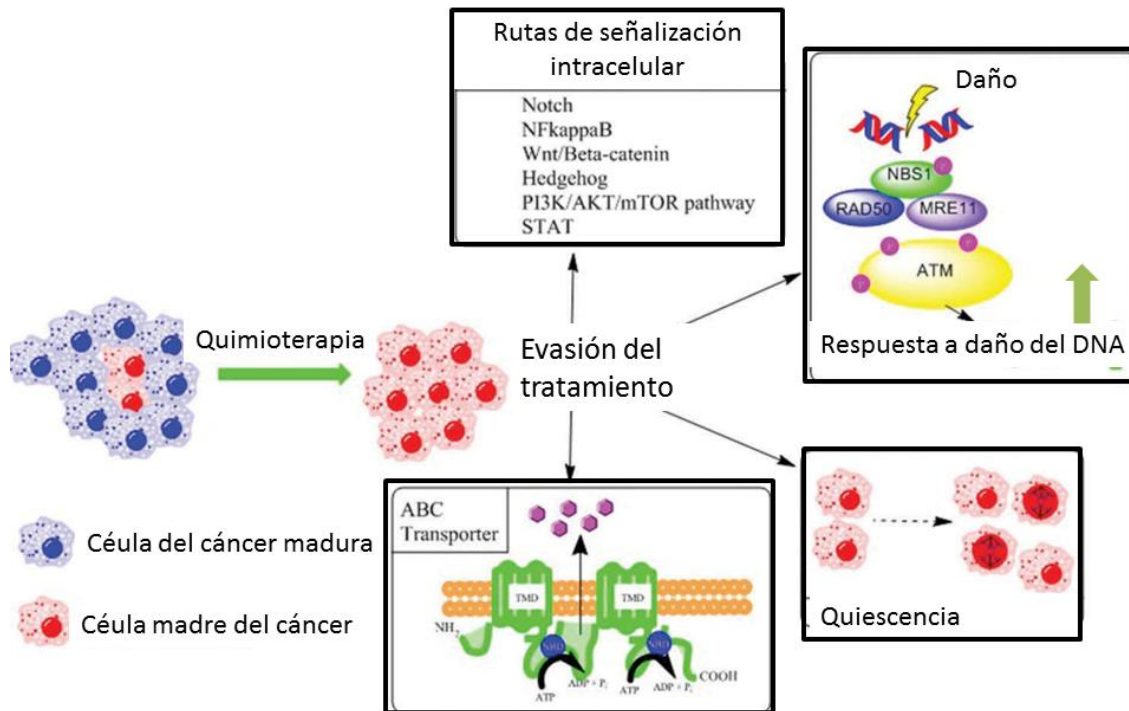 Rutas de señalización
intracelular
Notch
NFkappaB
Wnt/Beta-catenin
Hedgehog
PI3K/AKT/mTOR pathway
STAT
Daño
P
NBS1
RAD50
MRE11
P
P
ATM
P
Respuesta a daño del DNA
Quimioterapia
Evasión del
tratamiento
Céula del cáncer madura
Céula madre del cáncer
ABC
Transporter
TMD
TMD
NH2
NBD
NBD
ATP
ADP + Pi
ATP
ADP + Pi
COOH
Quiescencia